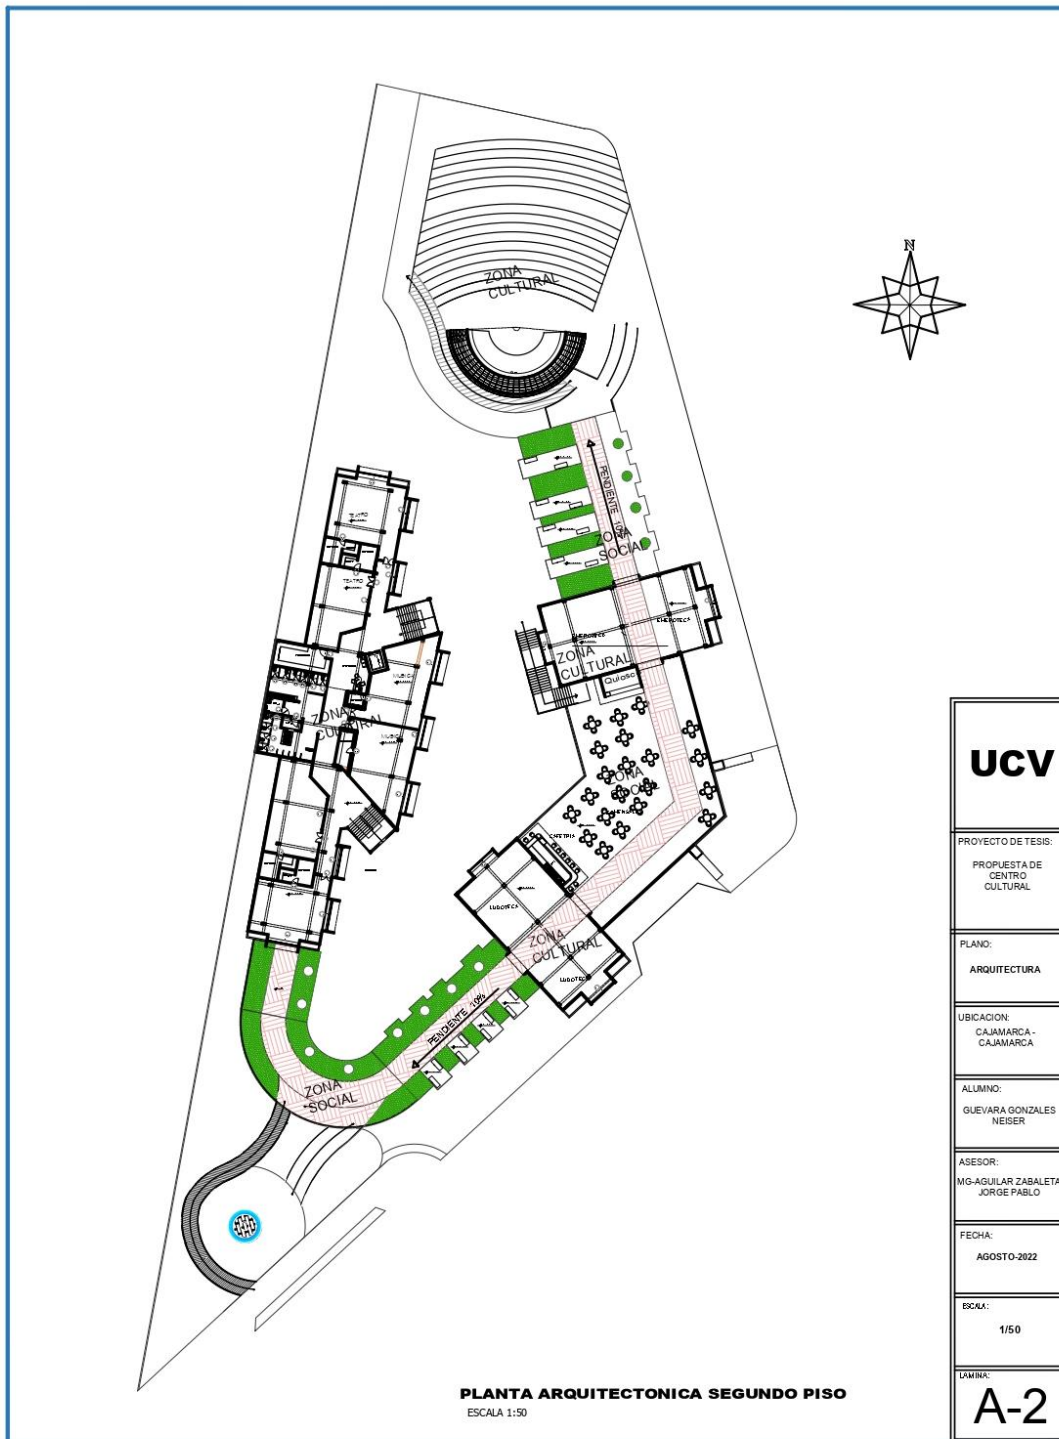 N
ZONA
CULTURAL
PENDIENTE 10%
ZONA
SOCIAL
TEATRO
TEATRO
HEMEROTECA
ZONA
CULTURAL
MUSICA
ZONA
CULTURAL
MUSICA
ZONA
SOCIAL
CAFETRIA
LUDOTECA
ZONA
CULTURAL
LUDOTECA
PENDIENTE 10%
ZONA
SOCIAL
UCV
PROYECTO DE TESIS:
PROPUESTA DE
CENTRO
CULTURAL
PLANO:
ARQUITECTURA
UBICACION:
CAJAMARCA -
CAJAMARCA
ALUMNO:
GUEVARA GONZALES
NEISER
ASESOR:
MG-AGUILAR ZABALETA
JORGE PABLO
FECHA:
AGOSTO-2022
ESCALA:
1/50
LAMINA:
A-2
PLANTA ARQUITECTONICA SEGUNDO PISO
ESCALA 1:50